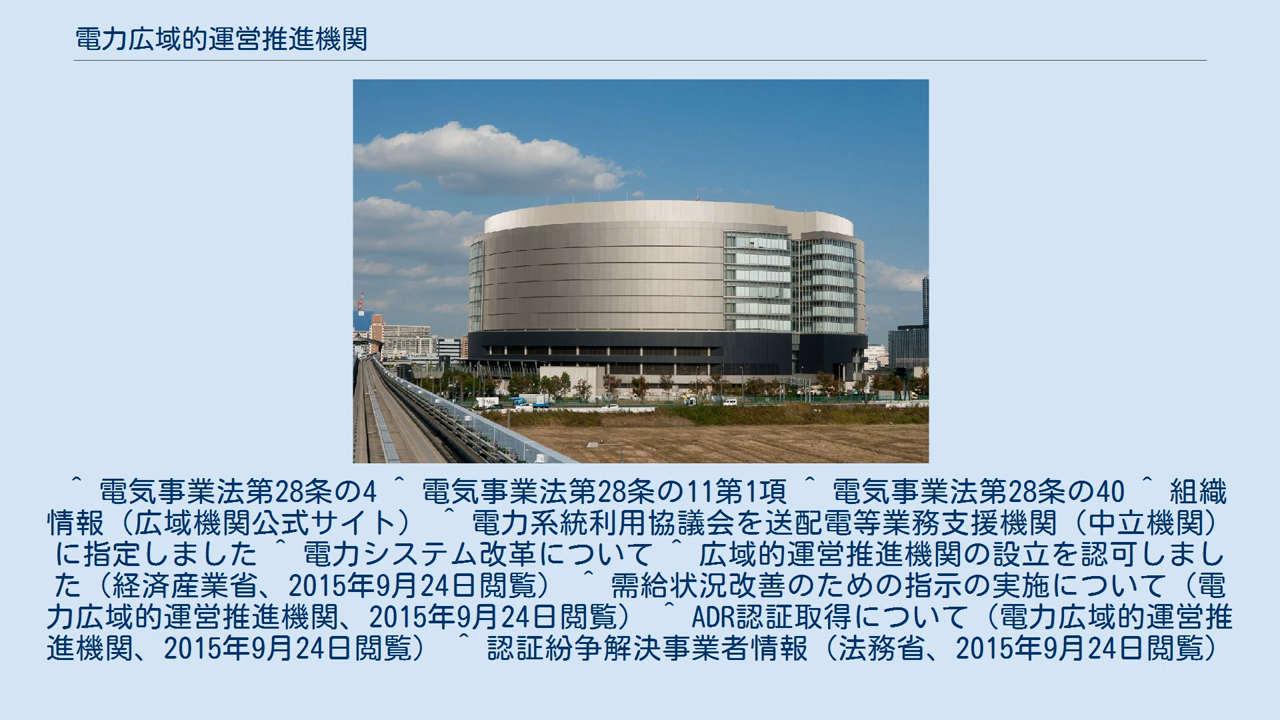 電力広域的運営推進機関
^ 電気事業法第28条の4 ^ 電気事業法第28条の11第1項 ^ 電気事業法第28条の40 ^ 組織
情報（広域機関公式サイト） ^ 電力系統利用協議会を送配電等業務支援機関（中立機関）
に指定しました ^ 電力システム改革について ^ 広域的運営推進機関の設立を認可しまし
た（経済産業省、2015年9月24日閲覧） ^ 需給状況改善のための指示の実施について（電
力広域的運営推進機関、2015年9月24日閲覧） ^ ADR認証取得について（電力広域的運営推
進機関、2015年9月24日閲覧） ^ 認証紛争解決事業者情報（法務省、2015年9月24日閲覧）